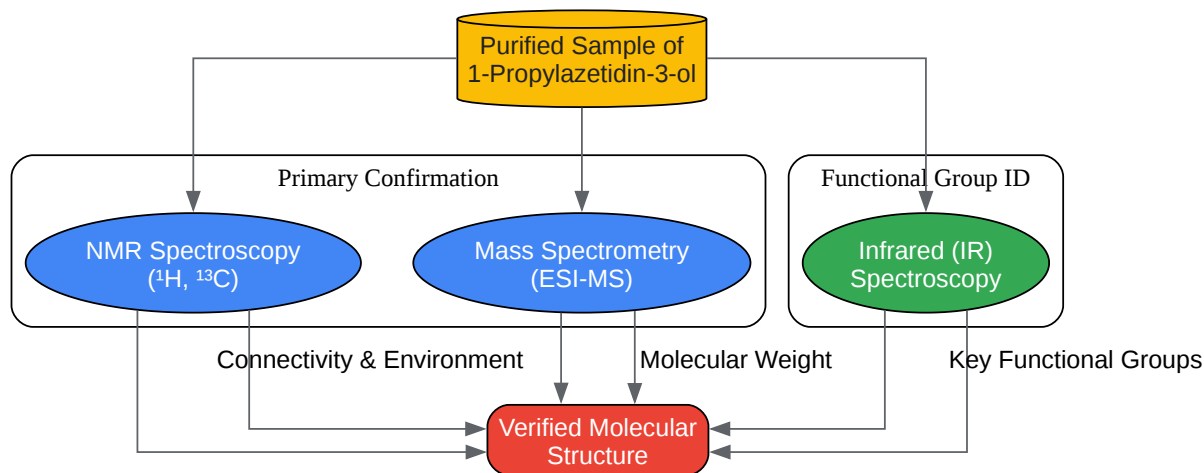 Purified Sample of
1-Propylazetidin-3-ol
Primary Confirmation
Functional Group ID
NMR Spectroscopy
(¹H, ¹³C)
Mass Spectrometry
(ESI-MS)
Infrared (IR)
Spectroscopy
Connectivity & Environment
Molecular Weight
Key Functional Groups
Verified Molecular
Structure